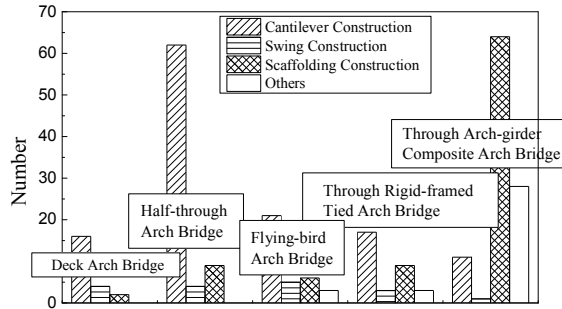 70
60
50
40
30
20
10
0
Number
Cantilever Construction
Swing Construction
Scaffolding Construction
Others
Through Arch-girder
Composite Arch Bridge
Through Rigid-framed
Tied Arch Bridge
Half-through
Arch Bridge
Flying-bird
Arch Bridge
Deck Arch Bridge